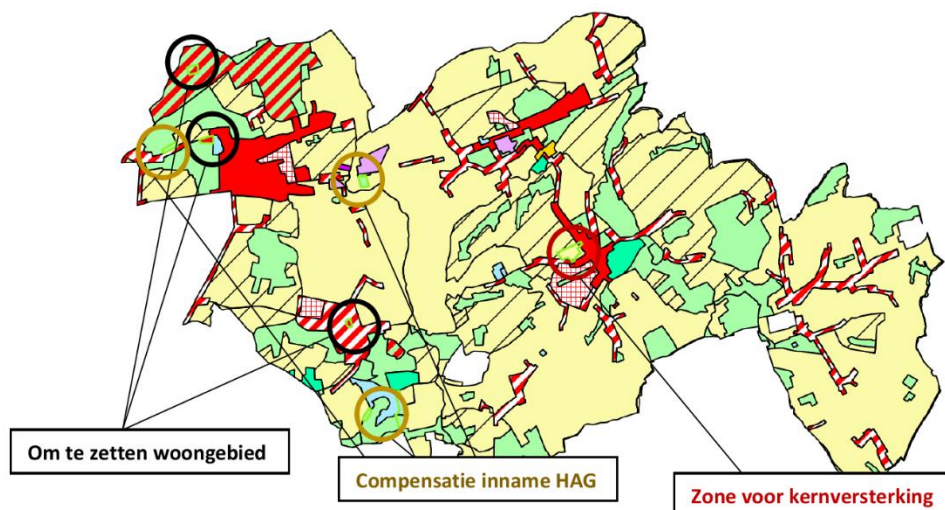 Om te zetten woongebied
Compensatie inname HAG
Zone voor kernversterking